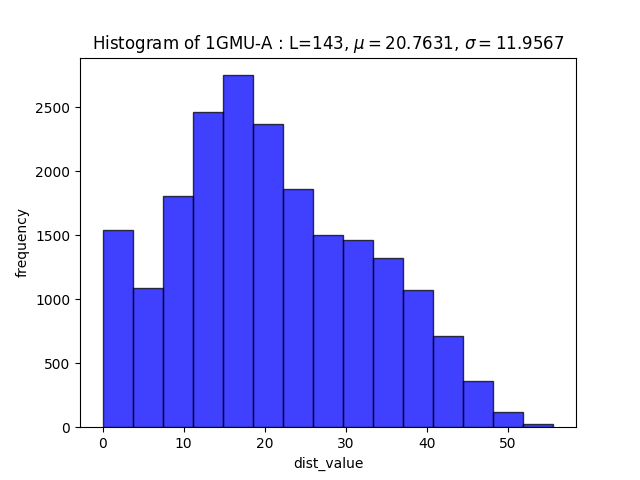 Histogram of 1GMU-A : L=143, μ = 20.7631, σ = 11.9567
frequency
2500
2000
1500
1000
500
0
0 10 20 30 40 50
dist_value